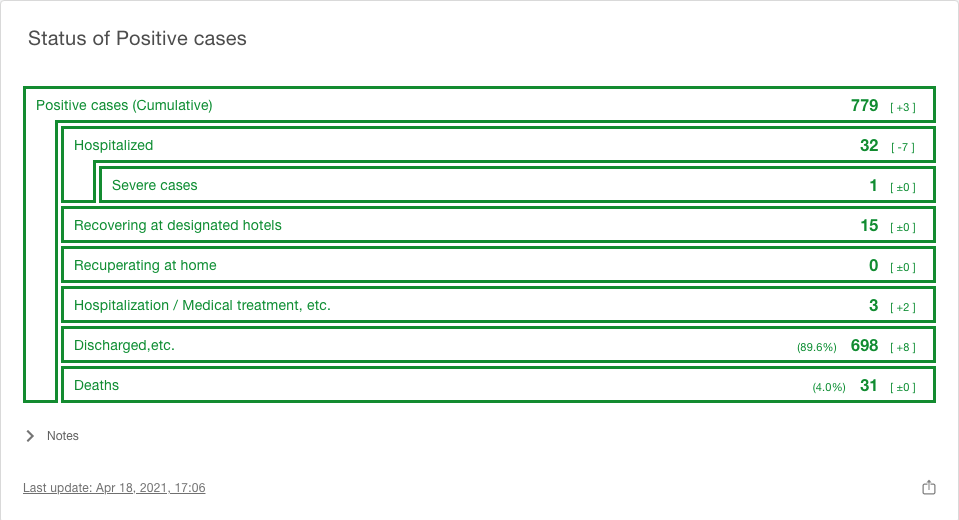 Status of Positive cases
Positive cases (Cumulative) 779 [ +3 ]
Hospitalized 32 [ -7 ]
Severe cases 1 [ ±0 ]
Recovering at designated hotels 15 [ ±0 ]
Recuperating at home 0 [ ±0 ]
Hospitalization / Medical treatment, etc. 3 [ +2 ]
Discharged,etc. (89.6%) 698 [ +8 ]
Deaths (4.0%) 31 [ ±0 ]
Notes
Last update: Apr 18, 2021, 17:06